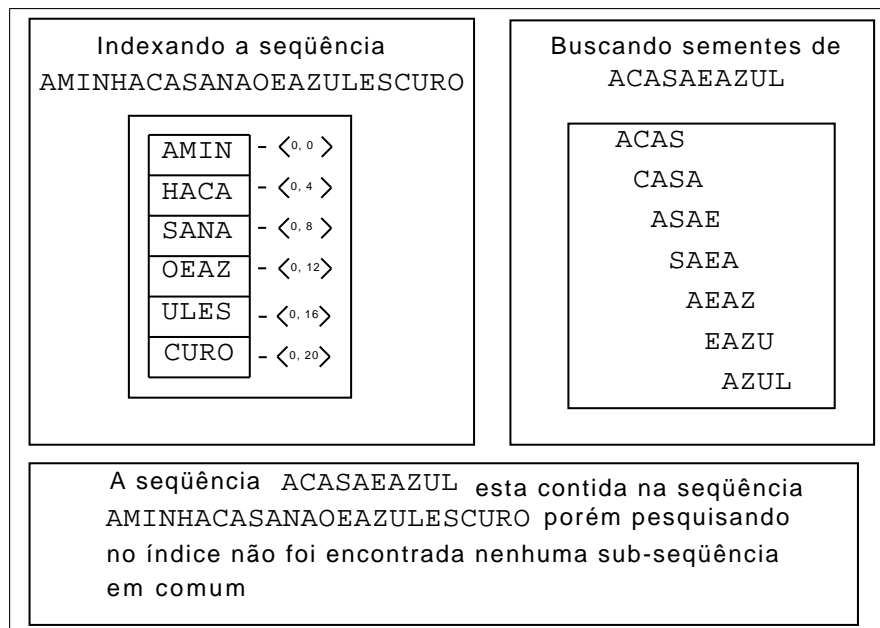 Indexando a seqüência
AMINHACASANAOEAZULESCURO
AMIN - <0, 0 >
HACA - <0, 4 >
SANA - <0, 8 >
OEAZ - <0, 12>
ULES - <0, 16>
CURO - <0, 20>
Buscando sementes de
ACASAEAZUL
ACAS
CASA
ASAE
SAEA
AEAZ
EAZU
AZUL
A seqüência ACASAEAZUL esta contida na seqüência
AMINHACASANAOEAZULESCURO porém pesquisando
no índice não foi encontrada nenhuma sub-seqüência
em comum